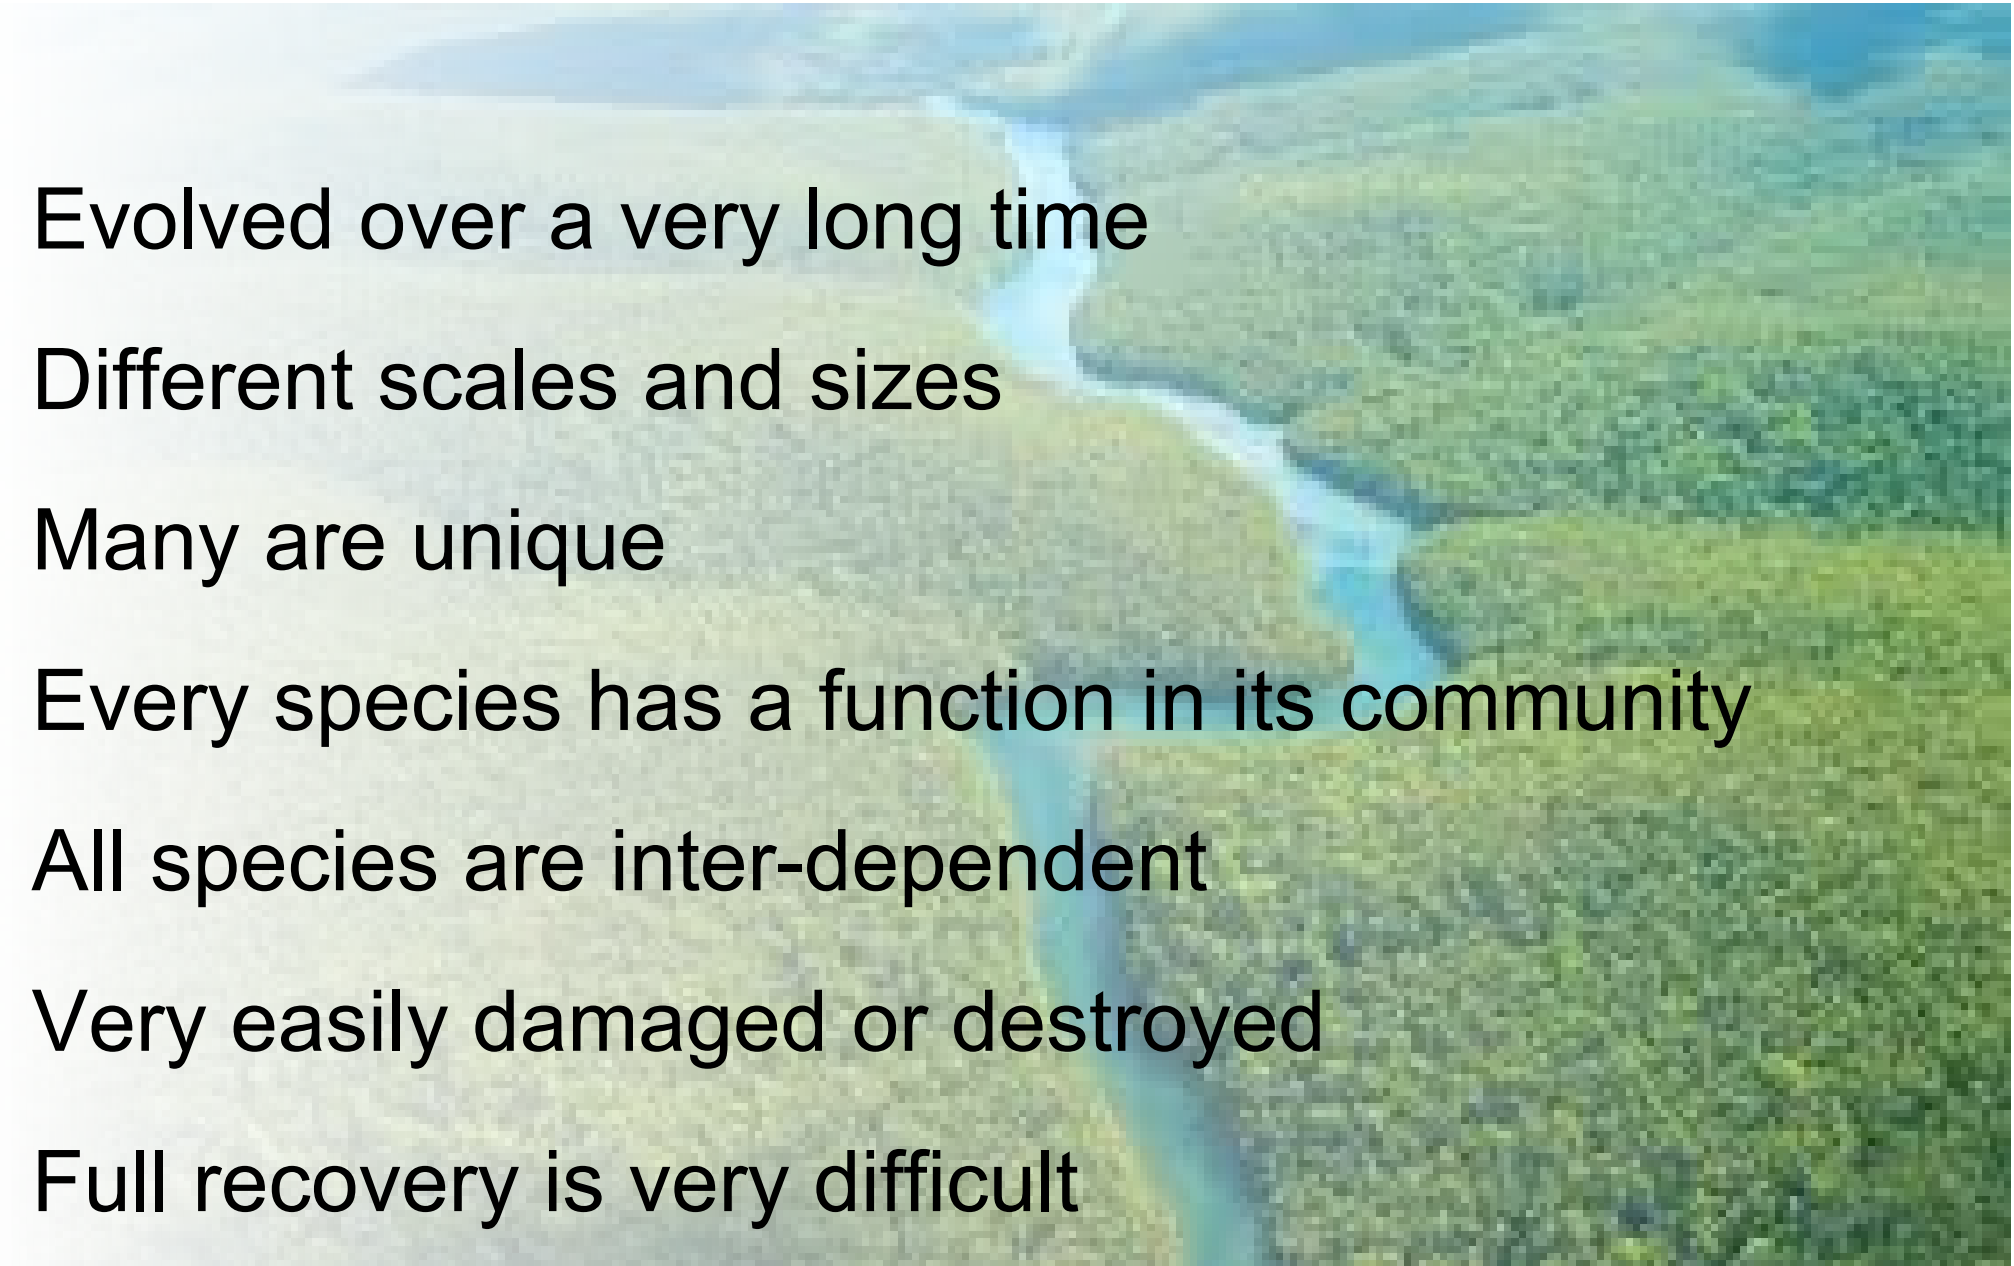 Evolved over a very long time
Different scales and sizes
Many are unique
Every species has a function in its community
All species are inter-dependent
Very easily damaged or destroyed
Full recovery is very difficult